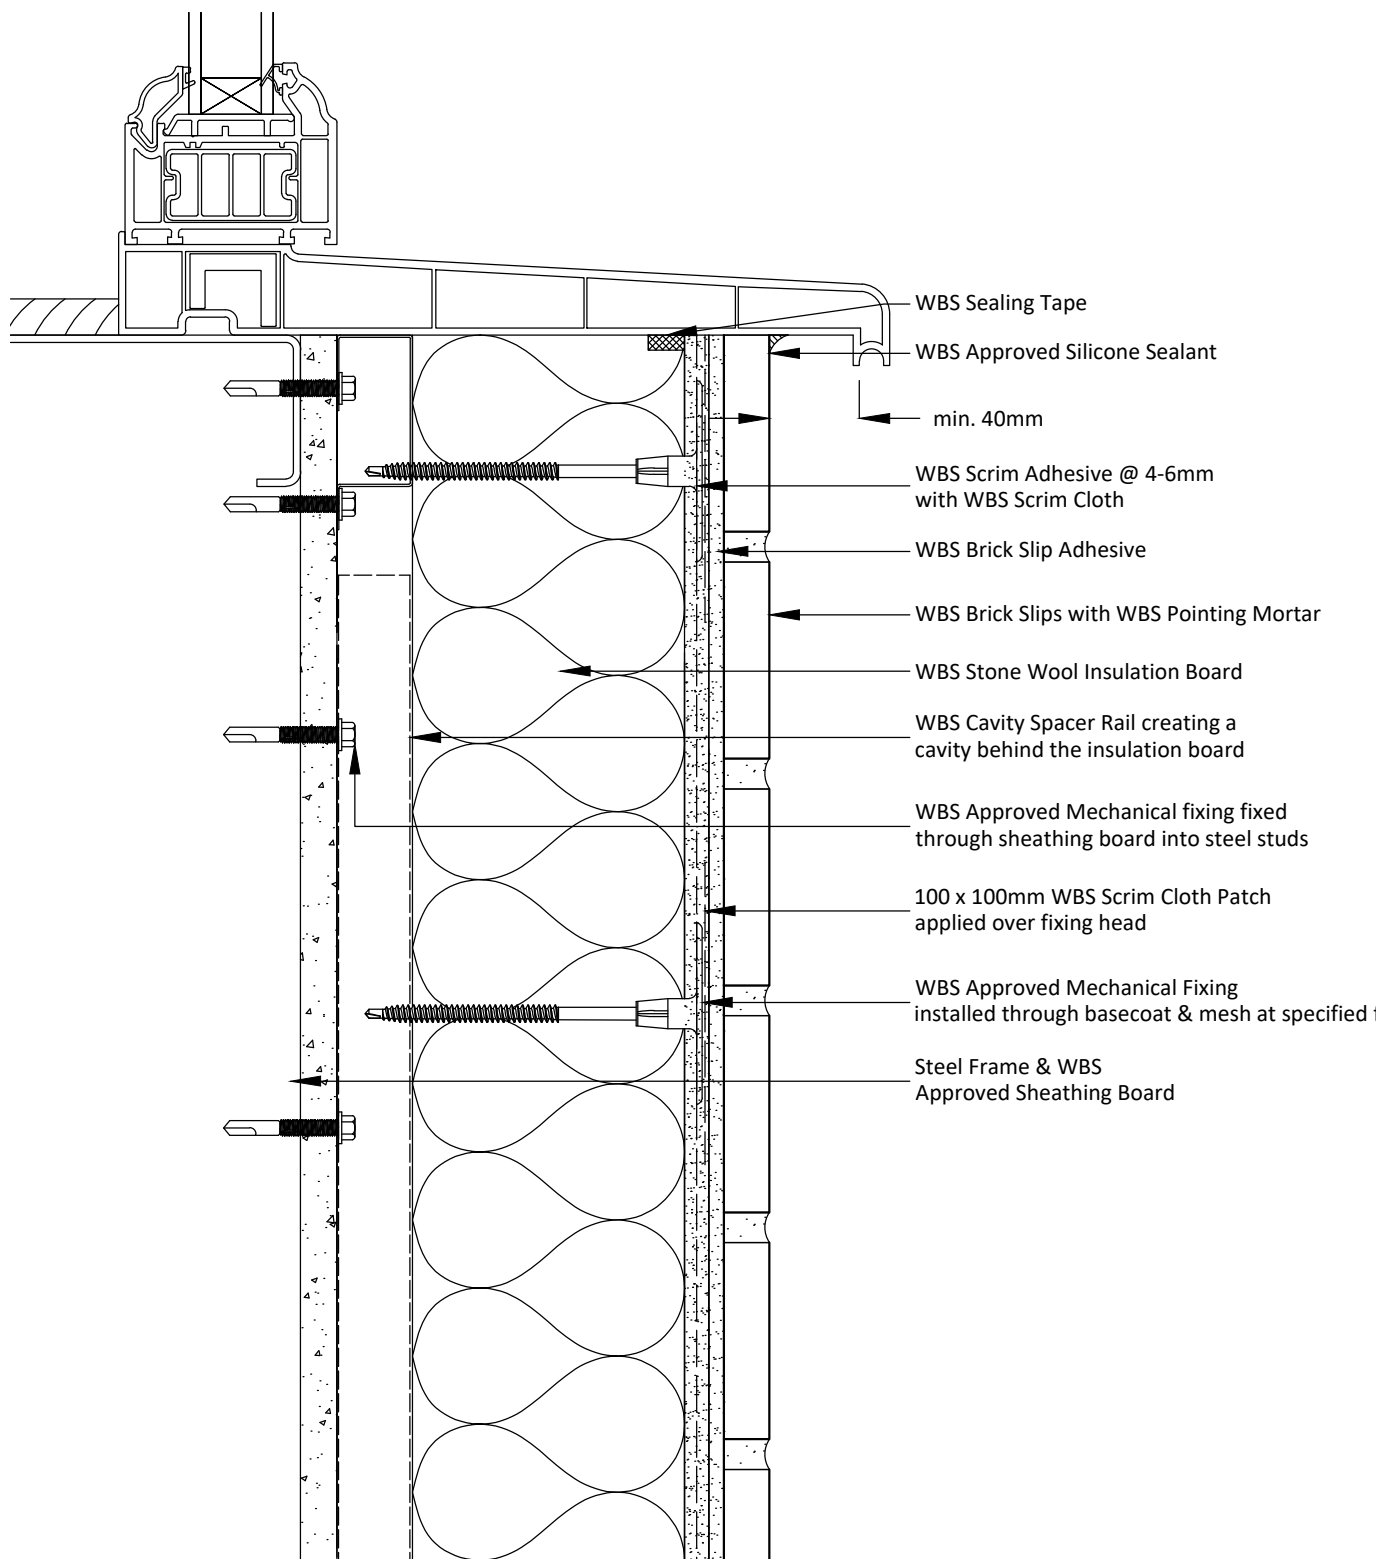 WBS Sealing Tape
WBS Approved Silicone Sealant
min. 40mm
WBS Scrim Adhesive @ 4-6mm
with WBS Scrim Cloth
WBS Brick Slip Adhesive
WBS Brick Slips with WBS Pointing Mortar
WBS Stone Wool Insulation Board
WBS Cavity Spacer Rail creating a
cavity behind the insulation board
WBS Approved Mechanical fixing fixed
through sheathing board into steel studs
100 x 100mm WBS Scrim Cloth Patch
applied over fixing head
WBS Approved Mechanical Fixing
installed through basecoat & mesh at specified
Steel Frame & WBS
Approved Sheathing Board